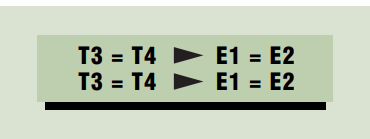 T3 = T4 ► E1 = E2
T3 = T4 ► E1 = E2